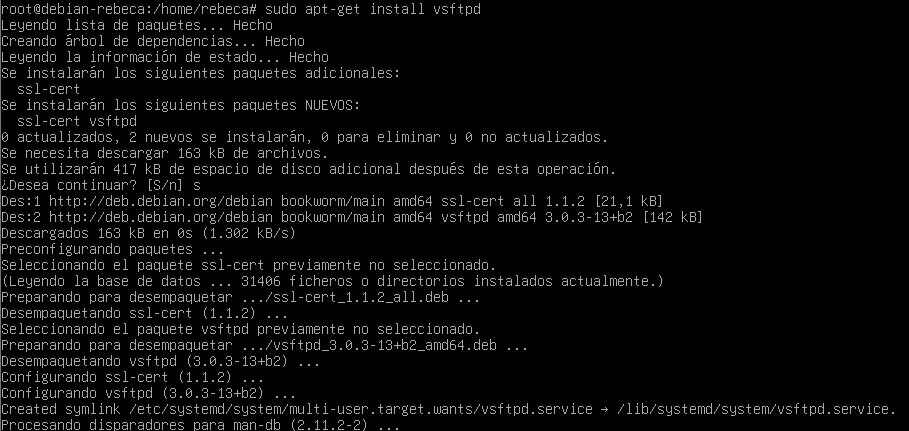 root@debian-rebeca:/home/rebeca# sudo apt-get install vsftpd
Leyendo lista de paquetes... Hecho
Creando árbol de dependencias... Hecho
Leyendo la información de estado... Hecho
Se instalarán los siguientes paquetes adicionales:
  ssl-cert
Se instalarán los siguientes paquetes NUEVOS:
  ssl-cert vsftpd
0 actualizados, 2 nuevos se instalarán, 0 para eliminar y 0 no actualizados.
Se necesita descargar 163 kB de archivos.
Se utilizarán 417 kB de espacio de disco adicional después de esta operación.
¿Desea continuar? [S/n] s
Des:1 http://deb.debian.org/debian bookworm/main amd64 ssl-cert all 1.1.2 [21,1 kB]
Des:2 http://deb.debian.org/debian bookworm/main amd64 vsftpd amd64 3.0.3-13+b2 [142 kB]
Descargados 163 kB en 0s (1.302 kB/s)
Preconfigurando paquetes ...
Seleccionando el paquete ssl-cert previamente no seleccionado.
(Leyendo la base de datos ... 31406 ficheros o directorios instalados actualmente.)
Preparando para desempaquetar .../ssl-cert_1.1.2_all.deb ...
Desempaquetando ssl-cert (1.1.2) ...
Seleccionando el paquete vsftpd previamente no seleccionado.
Preparando para desempaquetar .../vsftpd_3.0.3-13+b2_amd64.deb ...
Desempaquetando vsftpd (3.0.3-13+b2) ...
Configurando ssl-cert (1.1.2) ...
Configurando vsftpd (3.0.3-13+b2) ...
Created symlink /etc/systemd/system/multi-user.target.wants/vsftpd.service → /lib/systemd/system/vsftpd.service.
Procesando disparadores para man-db (2.11.2-2) ...